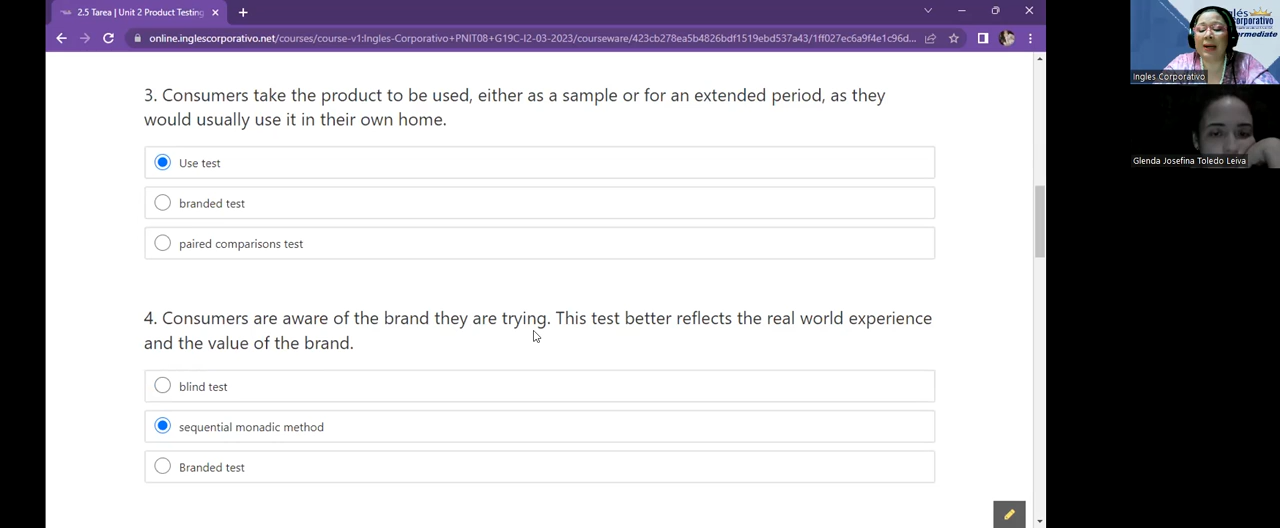 2.5 Tarea | Unit 2 Product Testing
online.inglescorporativo.net/courses/course-v1:Ingles-Corporativo+PNIT08+G19C-I2-03-2023/courseware/423cb278ea5b4826bdf1519ebd537a43/1ff027ec6a9f4e1c96d...
3. Consumers take the product to be used, either as a sample or for an extended period, as they
would usually use it in their own home.
Use test
branded test
paired comparisons test
4. Consumers are aware of the brand they are trying. This test better reflects the real world experience
and the value of the brand.
blind test
sequential monadic method
Branded test
Ingles Corporativo
Glenda Josefina Toledo Leiva